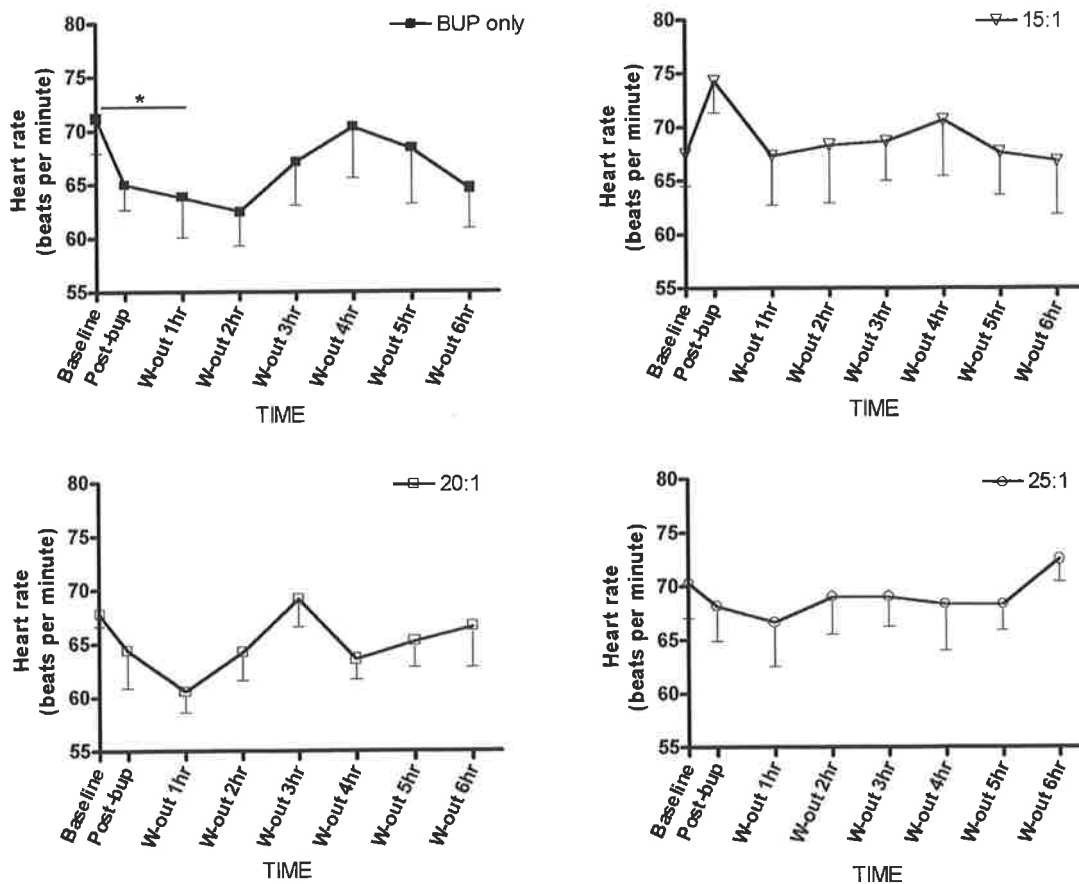 BUP only
Heart rate
(beats per minute)
80
75
70
65
60
55
*
Baseline
Post-bup
W-out 1hr
W-out 2hr
W-out 3hr
W-out 4hr
W-out 5hr
W-out 6hr
TIME
15:1
Heart rate
(beats per minute)
80
75
70
65
60
55
Baseline
Post-bup
W-out 1hr
W-out 2hr
W-out 3hr
W-out 4hr
W-out 5hr
W-out 6hr
TIME
20:1
Heart rate
(beats per minute)
80
75
70
65
60
55
Baseline
Post-bup
W-out 1hr
W-out 2hr
W-out 3hr
W-out 4hr
W-out 5hr
W-out 6hr
TIME
25:1
Heart rate
(beats per minute)
80
75
70
65
60
55
Baseline
Post-bup
W-out 1hr
W-out 2hr
W-out 3hr
W-out 4hr
W-out 5hr
W-out 6hr
TIME